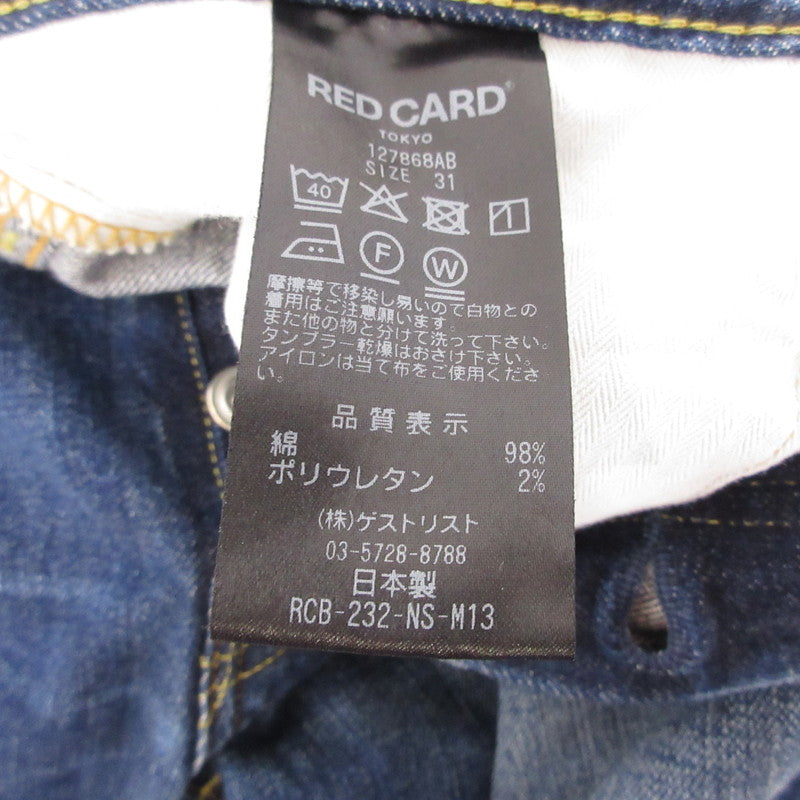 RED CARD®
TOKYO
127868AB
SIZE 31
40
F
W
摩擦等で移染し易いので白物との
着用はご注意願います。
また他の物と分けて洗って下さい。
タンブラー乾燥はおさけ下さい。
アイロンは当て布をご使用くださ
い。
品質表示
綿 98%
ポリウレタン 2%
(株)ゲストリスト
03-5728-8788
日本製
RCB-232-NS-M13